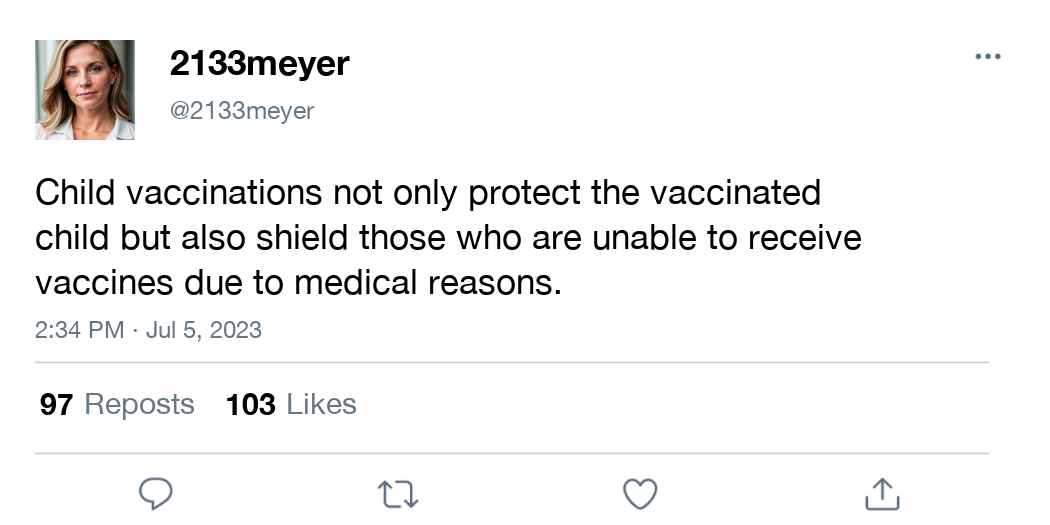 2133meyer
@2133meyer
Child vaccinations not only protect the vaccinated
child but also shield those who are unable to receive
vaccines due to medical reasons.
2:34 PM · Jul 5, 2023
97 Reposts 103 Likes